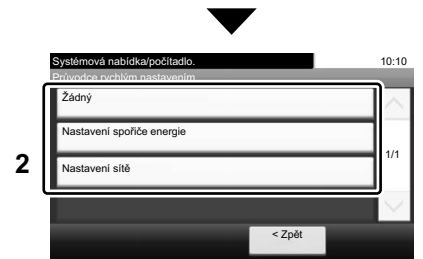 Systémová nabídka/počítadlo.
10:10
Průvodce rychlým nastavením
Žádný
Nastavení spořiče energie
1/1
2
Nastavení sítě
< Zpět